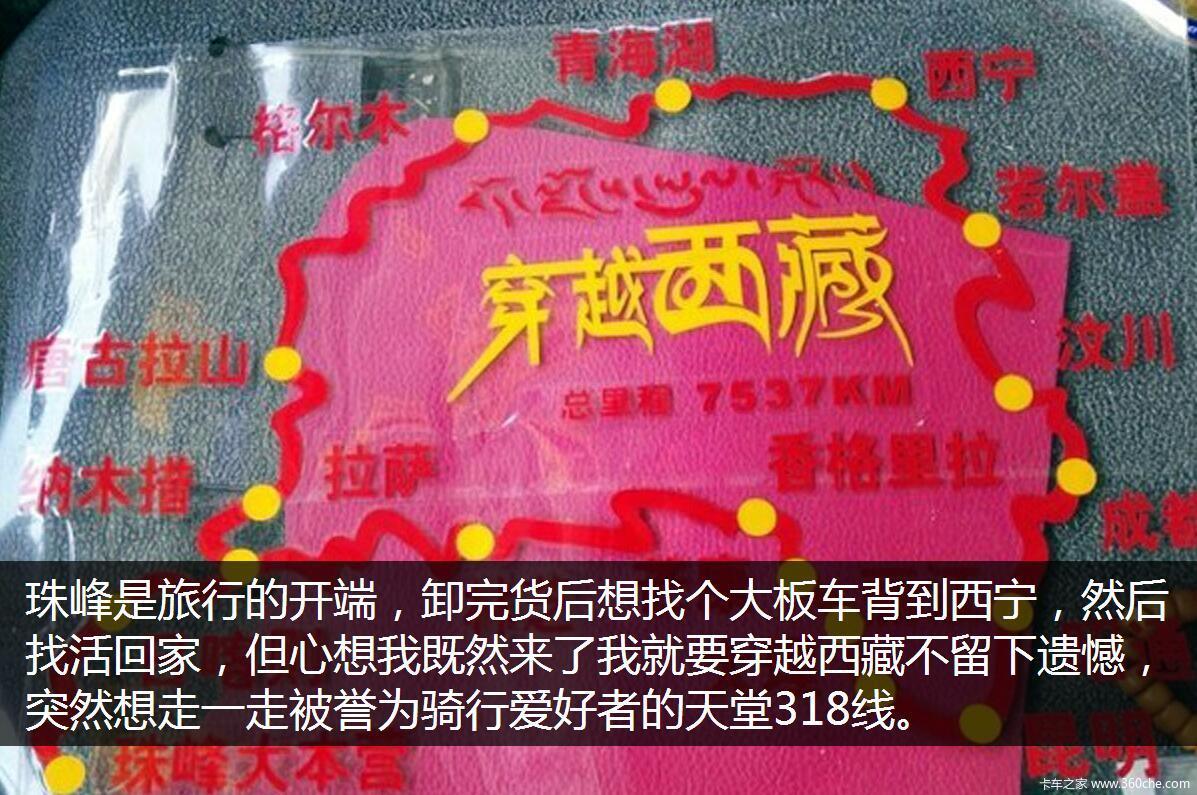 青海湖
西宁
格尔木
若尔盖
穿越西藏
汶川
唐古拉山
总里程 7537KM
香格里拉
拉萨
纳木措
成都
珠峰是旅行的开端，卸完货后想找个大板车背到西宁，然后
找活回家，但心想我既然来了我就要穿越西藏不留下遗憾，
突然想走一走被誉为骑行爱好者的天堂318线。
昆明
珠峰大本营
卡车之家 www.360che.com